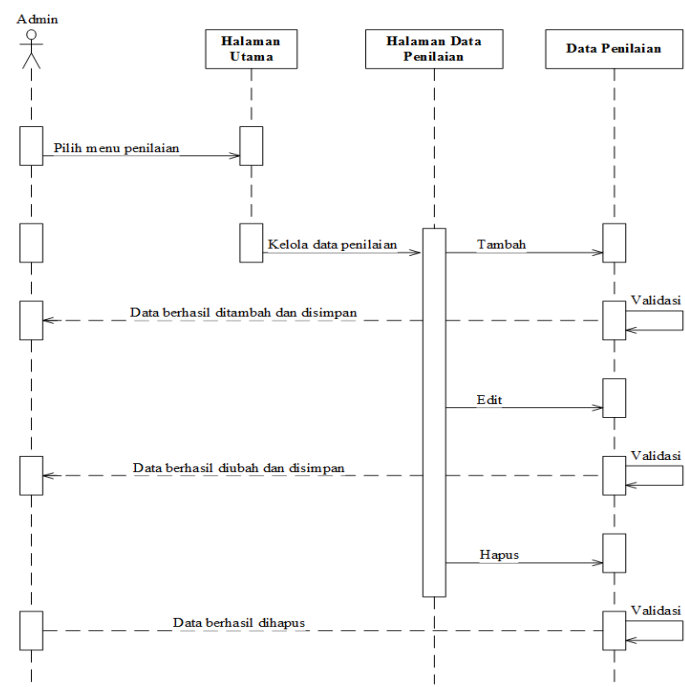 Admin
Halaman
Utama
Halaman Data
Penilaian
Data Penilaian
Pilih menu penilaian
Kelola data penilaian
Tambah
Validasi
Data berhasil ditambah dan disimpan
Edit
Validasi
Data berhasil diubah dan disimpan
Hapus
Validasi
Data berhasil dihapus